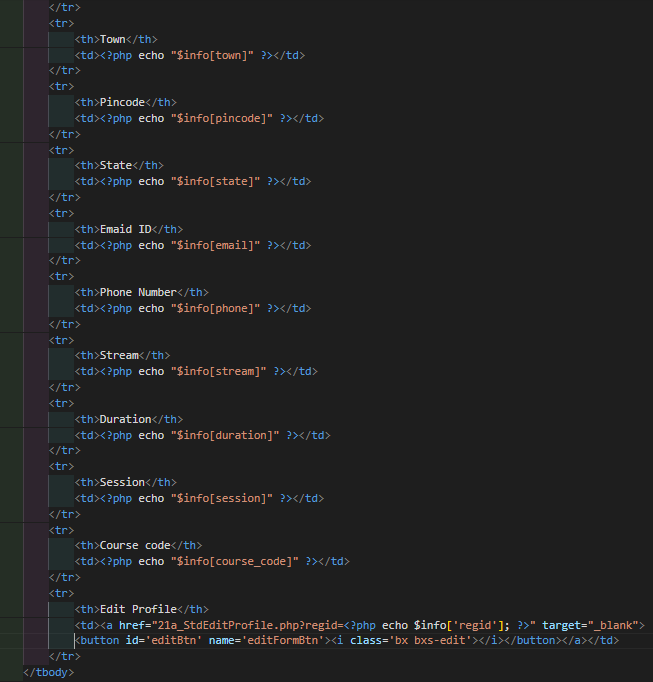 </tr>
<tr>
<th>Town</th>
<td><?php echo "$info[town]" ?></td>
</tr>
<tr>
<th>Pincode</th>
<td><?php echo "$info[pincode]" ?></td>
</tr>
<tr>
<th>State</th>
<td><?php echo "$info[state]" ?></td>
</tr>
<tr>
<th>Emaid ID</th>
<td><?php echo "$info[email]" ?></td>
</tr>
<tr>
<th>Phone Number</th>
<td><?php echo "$info[phone]" ?></td>
</tr>
<tr>
<th>Stream</th>
<td><?php echo "$info[stream]" ?></td>
</tr>
<tr>
<th>Duration</th>
<td><?php echo "$info[duration]" ?></td>
</tr>
<tr>
<th>Session</th>
<td><?php echo "$info[session]" ?></td>
</tr>
<tr>
<th>Course code</th>
<td><?php echo "$info[course_code]" ?></td>
</tr>
<tr>
<th>Edit Profile</th>
<td><a href="21a_StdEditProfile.php?regid=<?php echo $info['regid']; ?>" target="_blank">
<button id='editBtn' name='editFormBtn'><i class='bx bxs-edit'></i></button></a></td>
</tr>
</tbody>